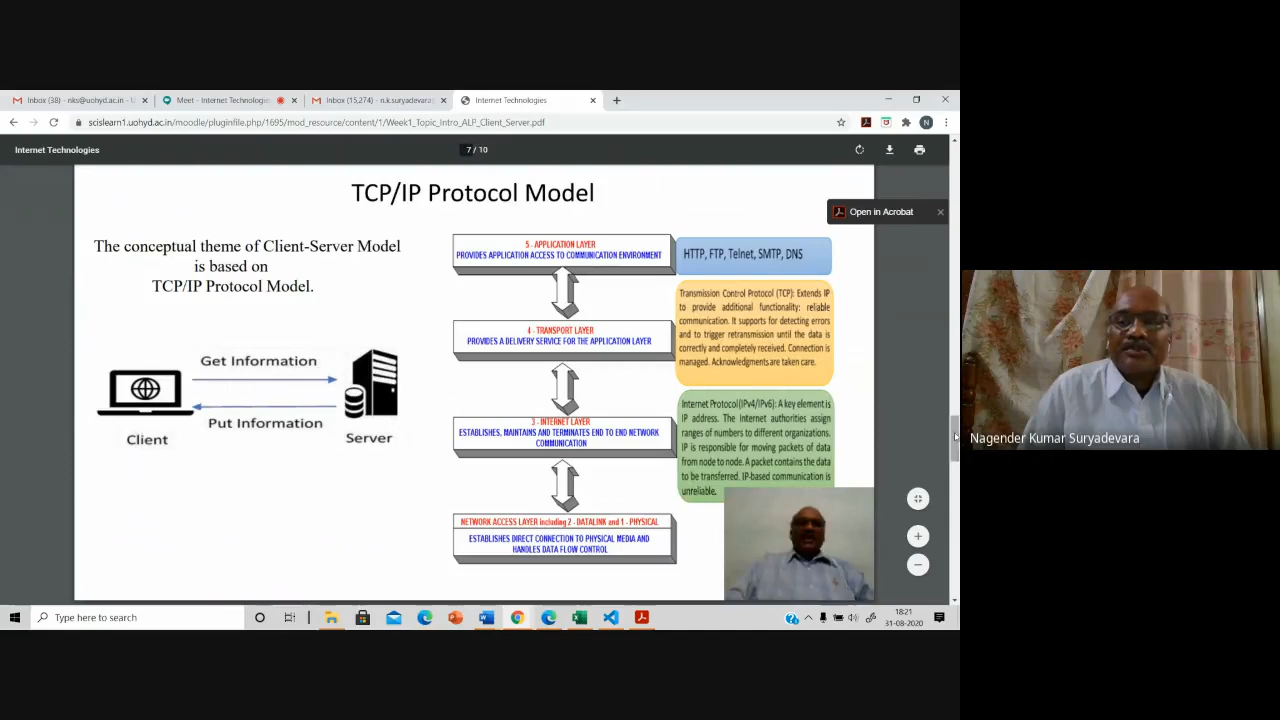 Inbox (38) - nks@uohyd.ac.in - U
Meet - Internet Technologies
Inbox (15,274) - n.k.suryadevara
Internet Technologies
scislearn1.uohyd.ac.in/moodle/pluginfile.php/1695/mod_resource/content/1/Week1_Topic_Intro_ALP_Client_Server.pdf
N
Internet Technologies
7 / 10
Open in Acrobat
TCP/IP Protocol Model
The conceptual theme of Client-Server Model
is based on
TCP/IP Protocol Model.
Get Information
Put Information
Client
Server
5 - APPLICATION LAYER
PROVIDES APPLICATION ACCESS TO COMMUNICATION ENVIRONMENT
HTTP, FTP, Telnet, SMTP, DNS
4 - TRANSPORT LAYER
PROVIDES A DELIVERY SERVICE FOR THE APPLICATION LAYER
Transmission Control Protocol (TCP): Extends IP
to provide additional functionality: reliable
communication. It supports for detecting errors
and to trigger retransmission until the data is
correctly and completely received. Connection is
managed. Acknowledgments are taken care.
3 - INTERNET LAYER
ESTABLISHES, MAINTAINS AND TERMINATES END TO END NETWORK
COMMUNICATION
Internet Protocol(IPv4/IPv6): A key element is
IP address. The internet authorities assign
ranges of numbers to different organizations.
IP is responsible for moving packets of data
from node to node. A packet contains the data
to be transferred. IP-based communication is
unreliable.
NETWORK ACCESS LAYER including 2 - DATALINK and 1 - PHYSICAL
ESTABLISHES DIRECT CONNECTION TO PHYSICAL MEDIA AND
HANDLES DATA FLOW CONTROL
Nagender Kumar Suryadevara
Type here to search
18:21
31-08-2020